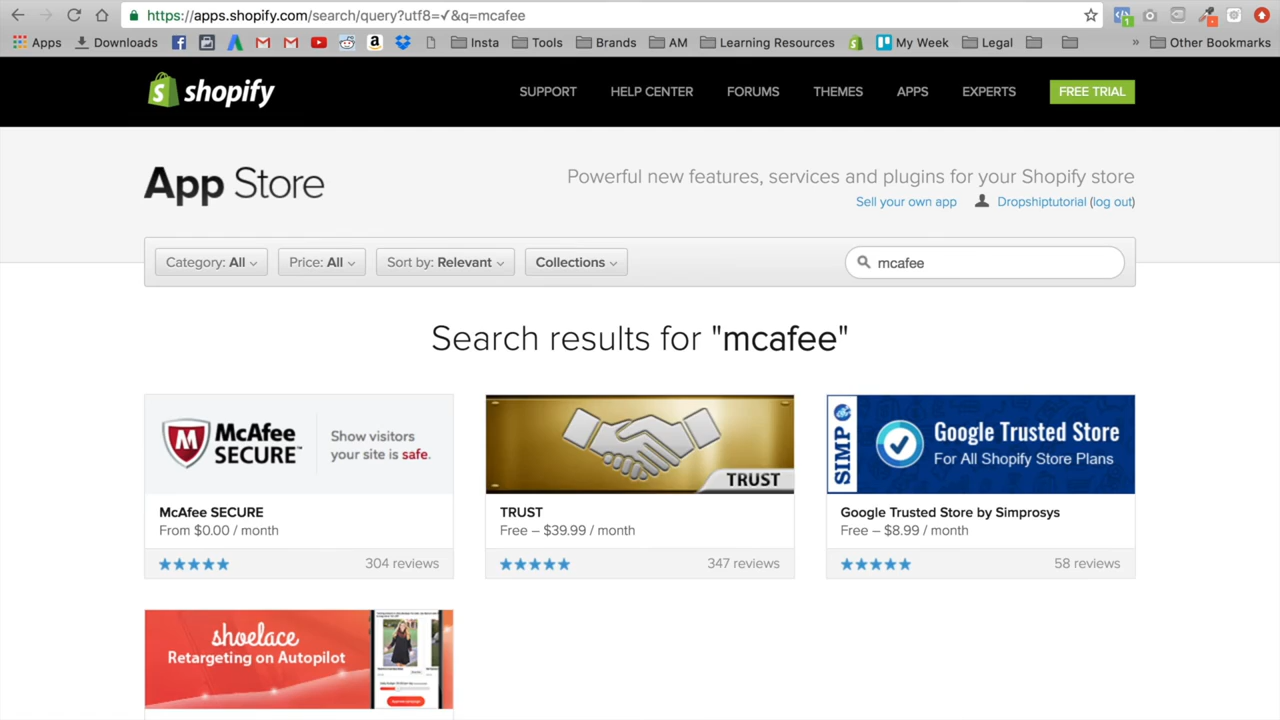 https://apps.shopify.com/search/query?utf8=✓&q=mcafee
Apps Downloads Insta Tools Brands AM Learning Resources My Week Legal » Other Bookmarks
shopify SUPPORT HELP CENTER FORUMS THEMES APPS EXPERTS FREE TRIAL
App Store
Powerful new features, services and plugins for your Shopify store
Sell your own app Dropshiptutorial (log out)
Category: All Price: All Sort by: Relevant Collections mcafee
Search results for "mcafee"
McAfee SECURE
Show visitors
your site is safe.
McAfee SECURE
From $0.00 / month
304 reviews
TRUST
TRUST
Free – $39.99 / month
347 reviews
SIMP
Google Trusted Store
For All Shopify Store Plans
Google Trusted Store by Simprosys
Free – $8.99 / month
58 reviews
shoelace
Retargeting on Autopilot